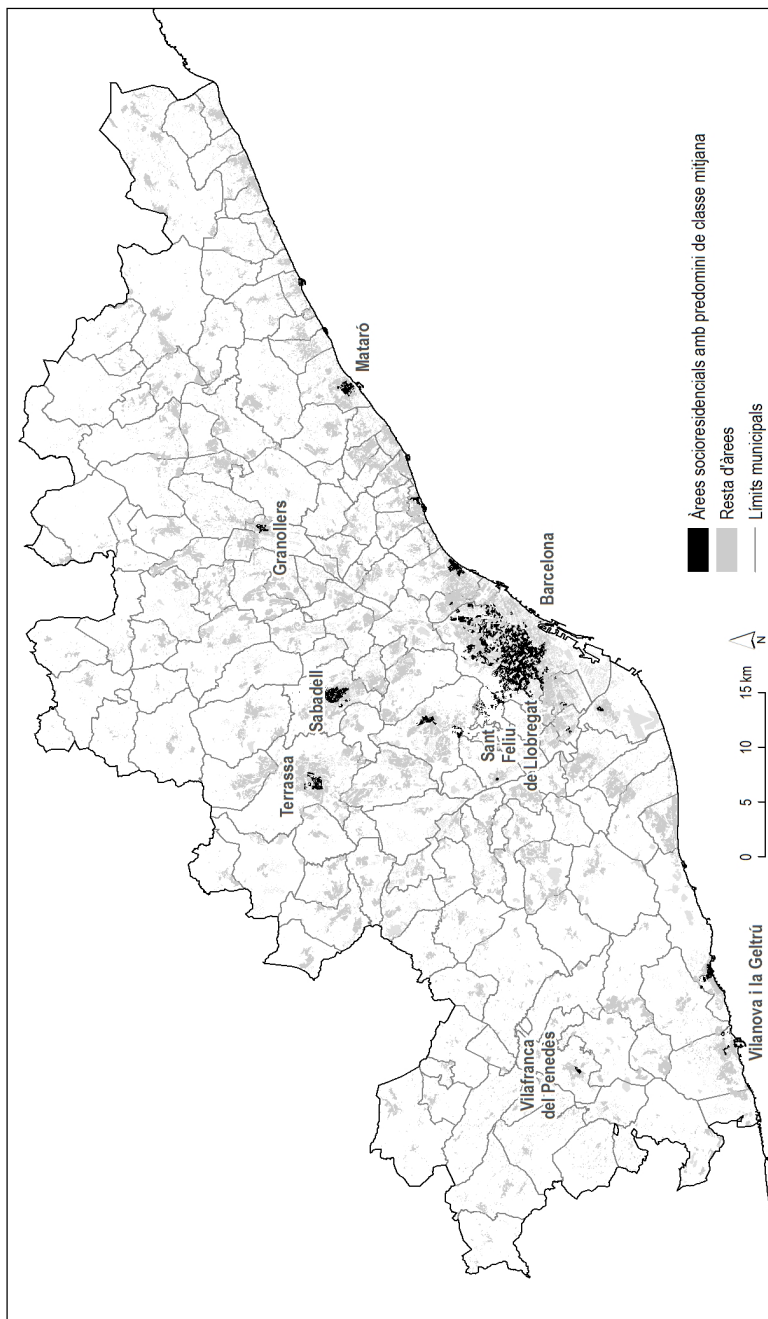 Granollers
Mataró
Sabadell
Terrassa
Sant
Feliu
de Llobregat
Barcelona
Vilafranca
del Penedès
Vilanova i la Geltrú
0
5
10
15 km
N
Àrees socioresidencials amb predomini de classe mitjana
Resta d'àrees
Límits municipals